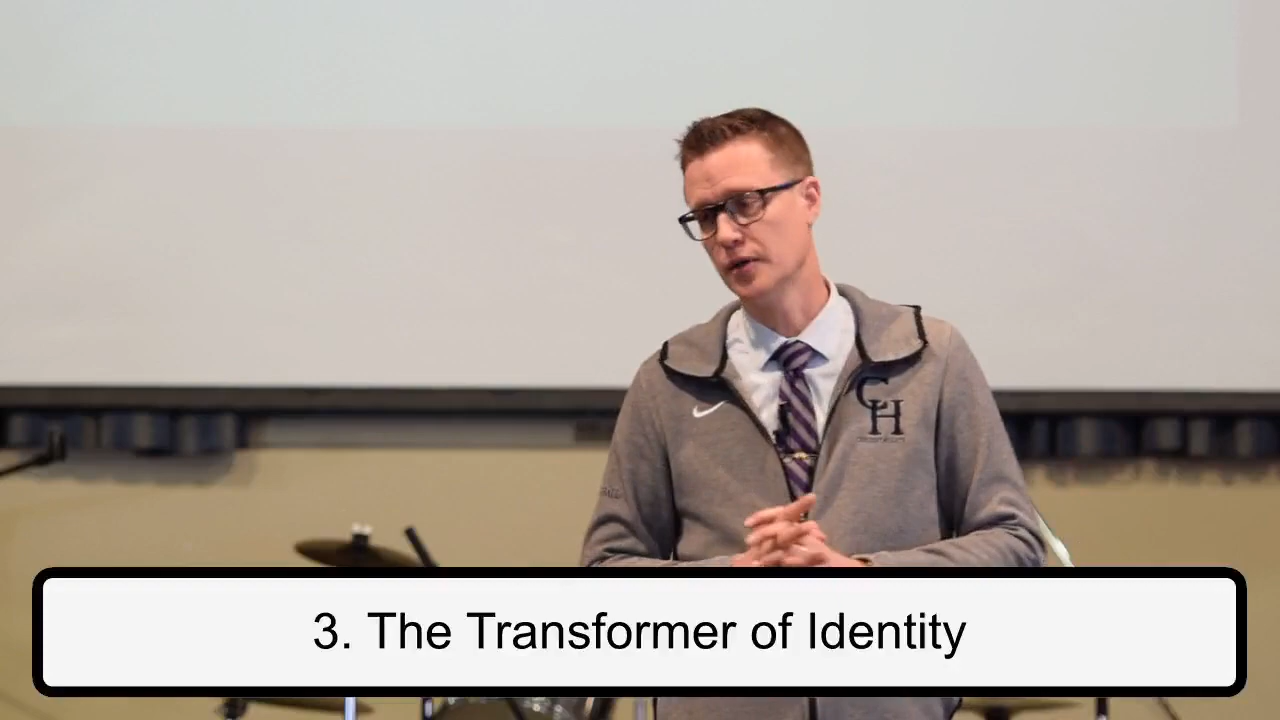 CH
3. The Transformer of Identity